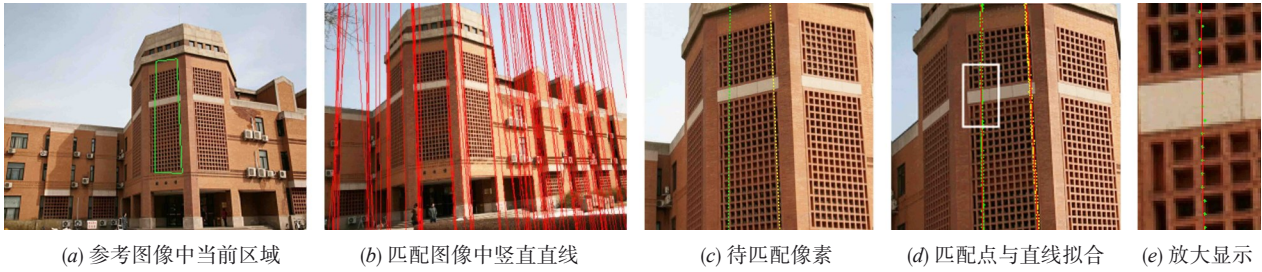 (a) 参考图像中当前区域
(b) 匹配图像中竖直直线
(c) 待匹配像素
(d) 匹配点与直线拟合
(e) 放大显示